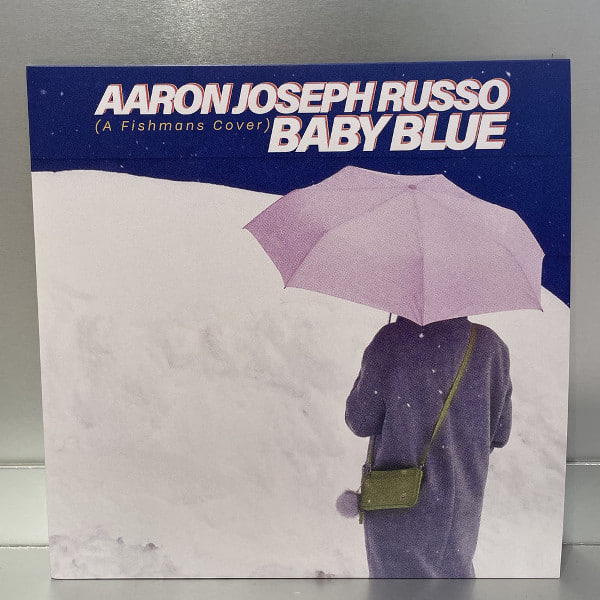 AARON JOSEPH RUSSO
(A Fishmans Cover) BABY BLUE